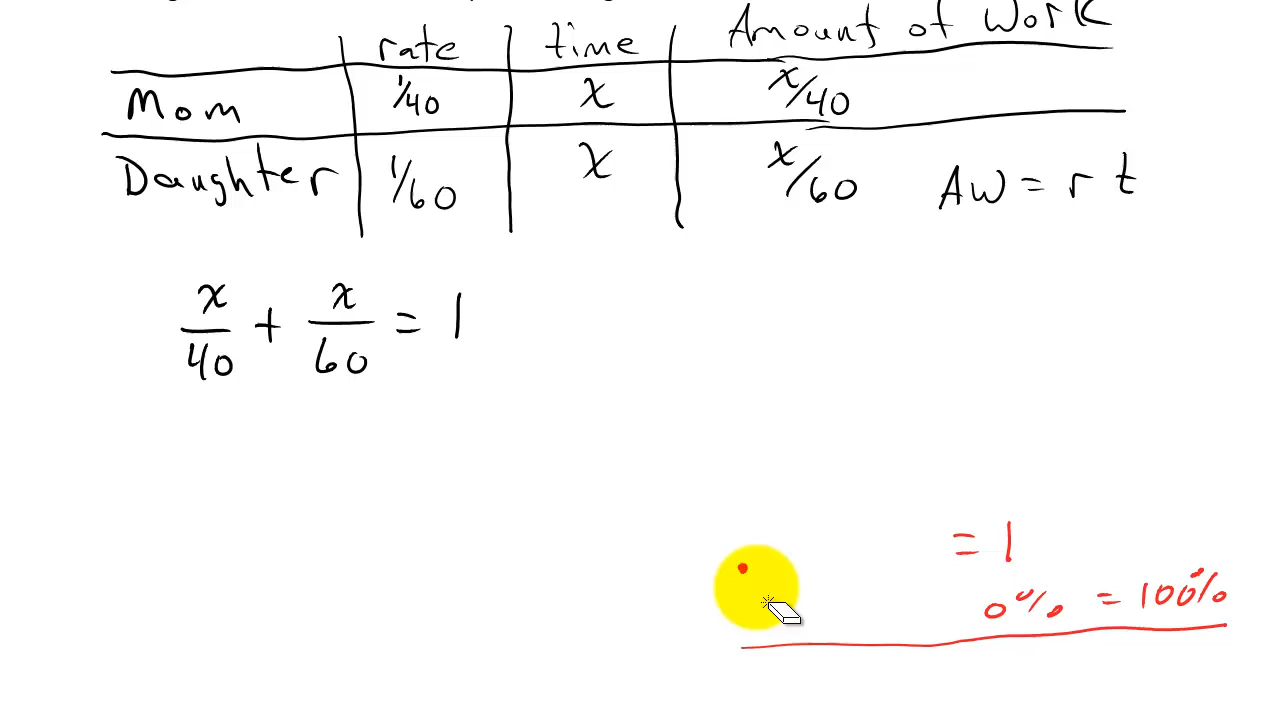 rate time Amount of Work
Mom 1/40 x x/40
Daughter 1/60 x x/60 AW = r t
x/40 + x/60 = 1
= 1
0% = 100%